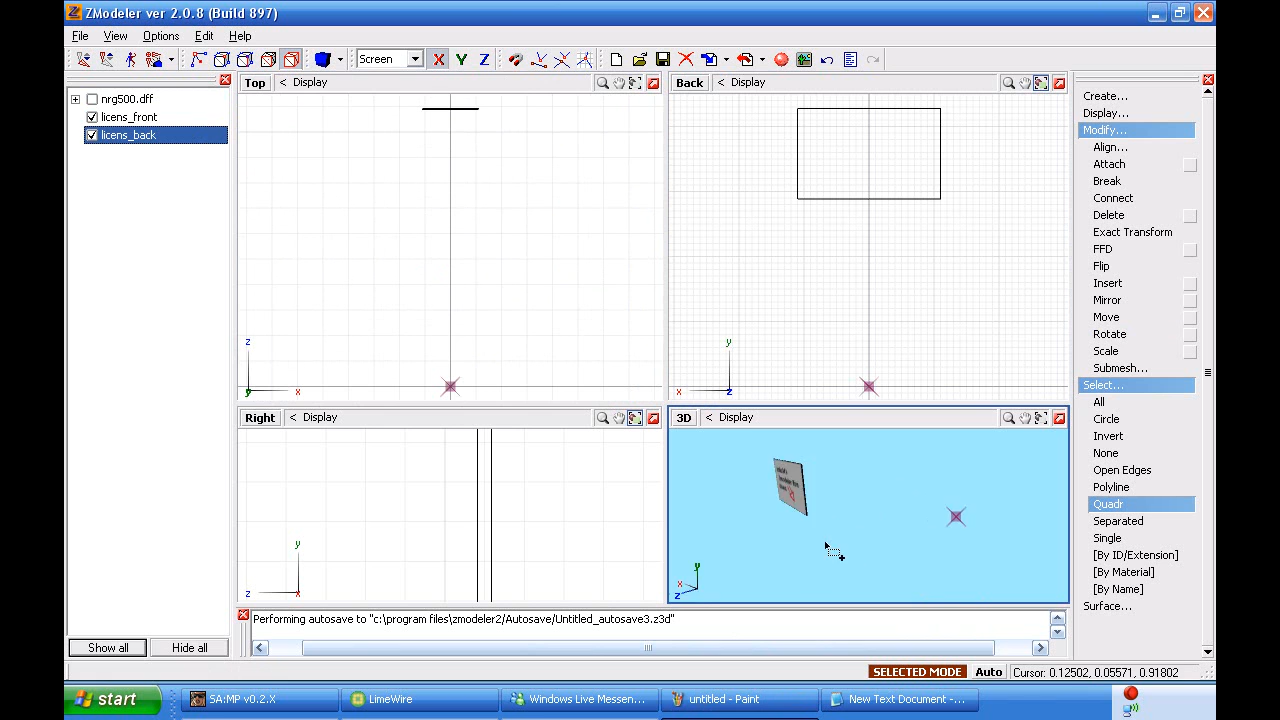 ZModeler ver 2.0.8 (Build 897)
File View Options Edit Help
Screen X Y Z
nrg500.dff
licens_front
licens_back
Show all Hide all
Top < Display
z
y x
Back < Display
y
x z
Right < Display
y
z x
3D < Display
y
x
z
Create...
Display...
Modify...
Align...
Attach
Break
Connect
Delete
Exact Transform
FFD
Flip
Insert
Mirror
Move
Rotate
Scale
Submesh...
Select...
All
Circle
Invert
None
Open Edges
Polyline
Quadr
Separated
Single
[By ID/Extension]
[By Material]
[By Name]
Surface...
Performing autosave to "c:\program files\zmodeler2/Autosave/Untitled_autosave3.z3d"
SELECTED MODE Auto Cursor: 0.12502, 0.05571, 0.91802
start SA:MP v0.2.X LimeWire Windows Live Messen... untitled - Paint New Text Document -...